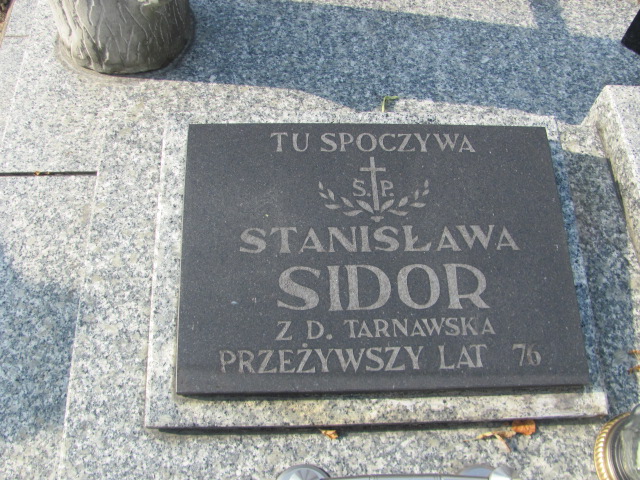 TU SPOCZYWA
Ś.P.
STANISŁAWA
SIDOR
Z D. TARNAWSKA
PRZEŻYWSZY LAT 76